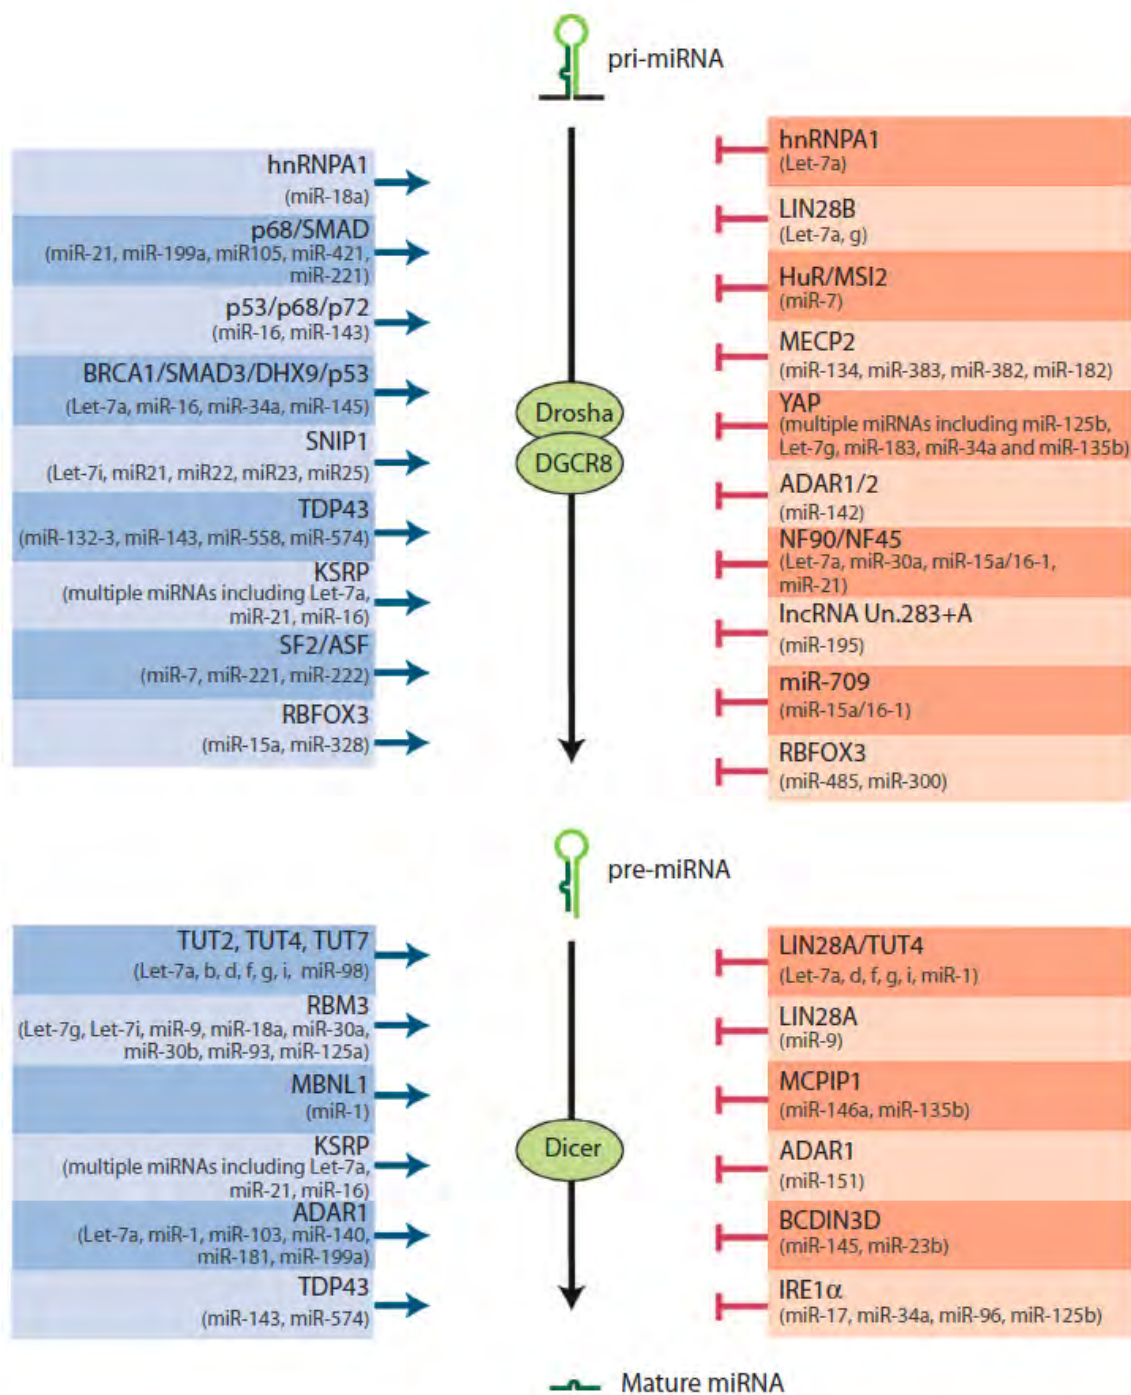 pri-miRNA
hnRNPA1
(miR-18a)
p68/SMAD
(miR-21, miR-199a, miR105, miR-421,
miR-221)
p53/p68/p72
(miR-16, miR-143)
BRCA1/SMAD3/DHX9/p53
(Let-7a, miR-16, miR-34a, miR-145)
SNIP1
(Let-7i, miR21, miR22, miR23, miR25)
TDP43
(miR-132-3, miR-143, miR-558, miR-574)
KSRP
(multiple miRNAs including Let-7a,
miR-21, miR-16)
SF2/ASF
(miR-7, miR-221, miR-222)
RBFOX3
(miR-15a, miR-328)
Drosha
DGCR8
hnRNPA1
(Let-7a)
LIN28B
(Let-7a, g)
HuR/MSI2
(miR-7)
MECP2
(miR-134, miR-383, miR-382, miR-182)
YAP
(multiple miRNAs including miR-125b,
Let-7g, miR-183, miR-34a and miR-135b)
ADAR1/2
(miR-142)
NF90/NF45
(Let-7a, miR-30a, miR-15a/16-1,
miR-21)
lncRNA Un.283+A
(miR-195)
miR-709
(miR-15a/16-1)
RBFOX3
(miR-485, miR-300)
pre-miRNA
TUT2, TUT4, TUT7
(Let-7a, b, d, f, g, i, miR-98)
RBM3
(Let-7g, Let-7i, miR-9, miR-18a, miR-30a,
miR-30b, miR-93, miR-125a)
MBNL1
(miR-1)
KSRP
(multiple miRNAs including Let-7a,
miR-21, miR-16)
ADAR1
(Let-7a, miR-1, miR-103, miR-140,
miR-181, miR-199a)
TDP43
(miR-143, miR-574)
Dicer
LIN28A/TUT4
(Let-7a, d, f, g, i, miR-1)
LIN28A
(miR-9)
MCPIP1
(miR-146a, miR-135b)
ADAR1
(miR-151)
BCDIN3D
(miR-145, miR-23b)
IRE1α
(miR-17, miR-34a, miR-96, miR-125b)
Mature miRNA